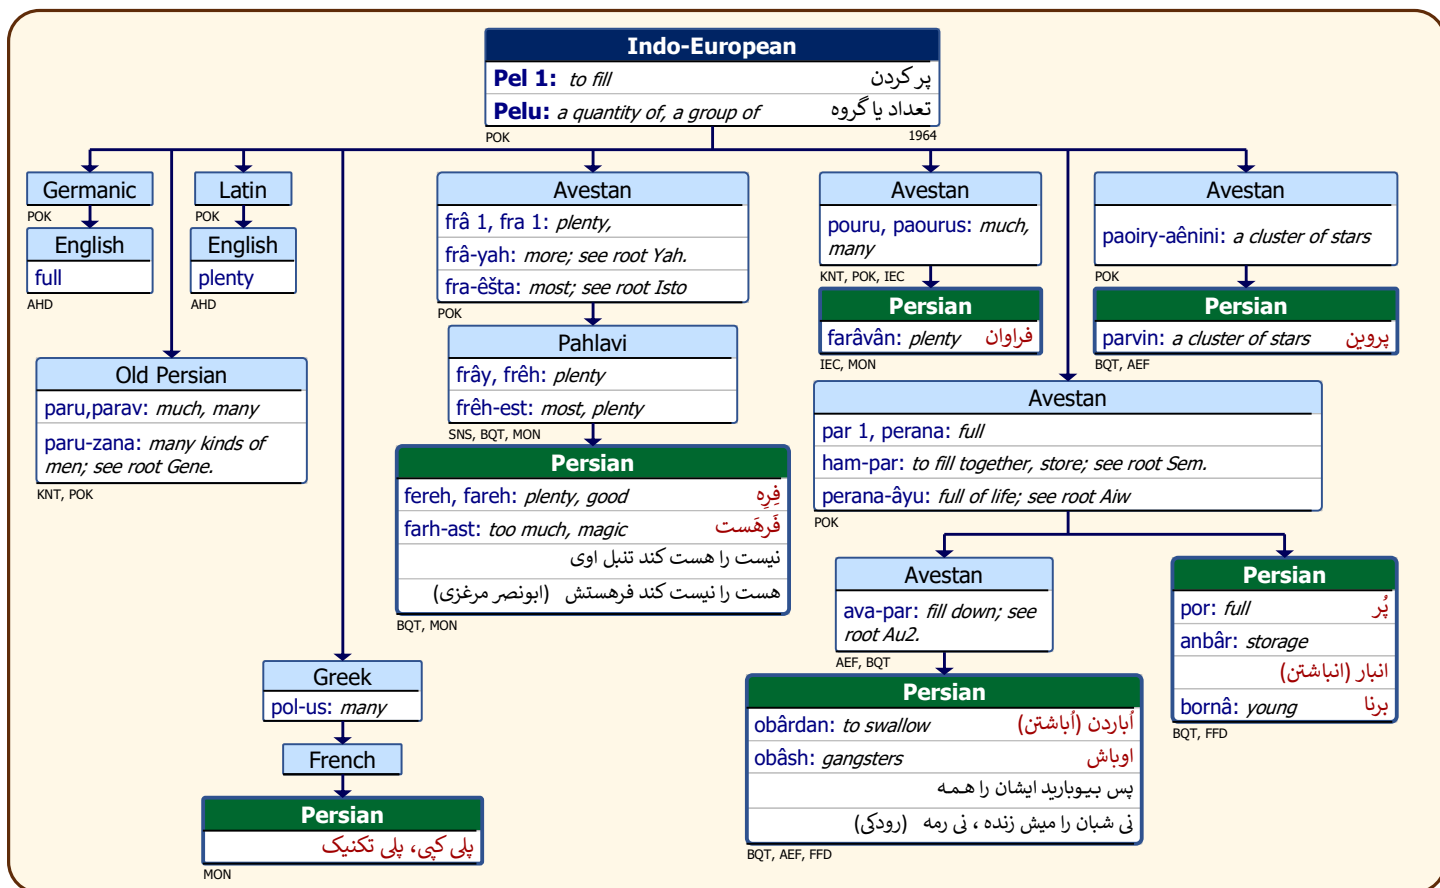 Indo-European
Pel 1: to fill پر کردن
Pelu: a quantity of, a group of تعداد یا گروه
POK 1964
Germanic
POK
English
full
AHD
Latin
POK
English
plenty
AHD
Old Persian
paru,parav: much, many
paru-zana: many kinds of
men; see root Gene.
KNT, POK
Greek
pol-us: many
French
Persian
پلی کپی، پلی تکنیک
MON
Avestan
frâ 1, fra 1: plenty,
frâ-yah: more; see root Yah.
fra-êšta: most; see root Isto
POK
Pahlavi
frây, frêh: plenty
frêh-est: most, plenty
SNS, BQT, MON
Persian
fereh, fareh: plenty, good فِرِه
farh-ast: too much, magic فَرهَست
نیست را هست کند تنبل اوی
هست را نیست کند فرهستش (ابونصر مرغزی)
BQT, MON
Avestan
pouru, paourus: much,
many
KNT, POK, IEC
Persian
farâvân: plenty فراوان
IEC, MON
Avestan
paoiry-aênini: a cluster of stars
POK
Persian
parvin: a cluster of stars پروین
BQT, AEF
Avestan
par 1, perana: full
ham-par: to fill together, store; see root Sem.
perana-âyu: full of life; see root Aiw
POK
Avestan
ava-par: fill down; see
root Au2.
AEF, BQT
Persian
obârdan: to swallow اُباردن (اُباشتن)
obâsh: gangsters اوباش
پس بـیـوبارید ایشان را هـمـه
نی شبان را میش زنده ، نی رمه (رودکی)
BQT, AEF, FFD
Persian
por: full پُر
anbâr: storage
انبار (انباشتن)
bornâ: young برنا
BQT, FFD